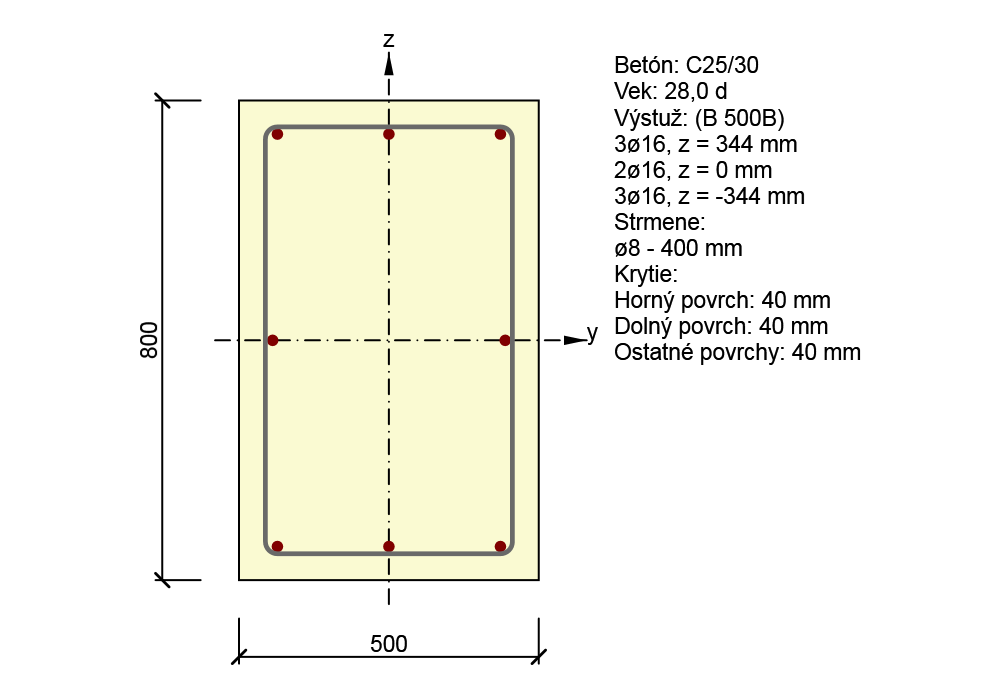 z
Betón: C25/30
Vek: 28,0 d
Výstuž: (B 500B)
3ø16, z = 344 mm
2ø16, z = 0 mm
3ø16, z = -344 mm
Strmene:
ø8 - 400 mm
Krytie:
Horný povrch: 40 mm
Dolný povrch: 40 mm
Ostatné povrchy: 40 mm
y
800
500